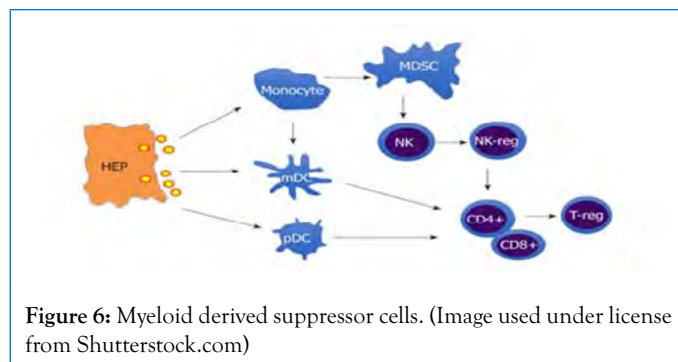 MDSC
Monocyte
NK
NK-reg
HEP
mDC
CD4+
T-reg
pDC
CD8+
Figure 6: Myeloid derived suppressor cells. (Image used under license
from Shutterstock.com)